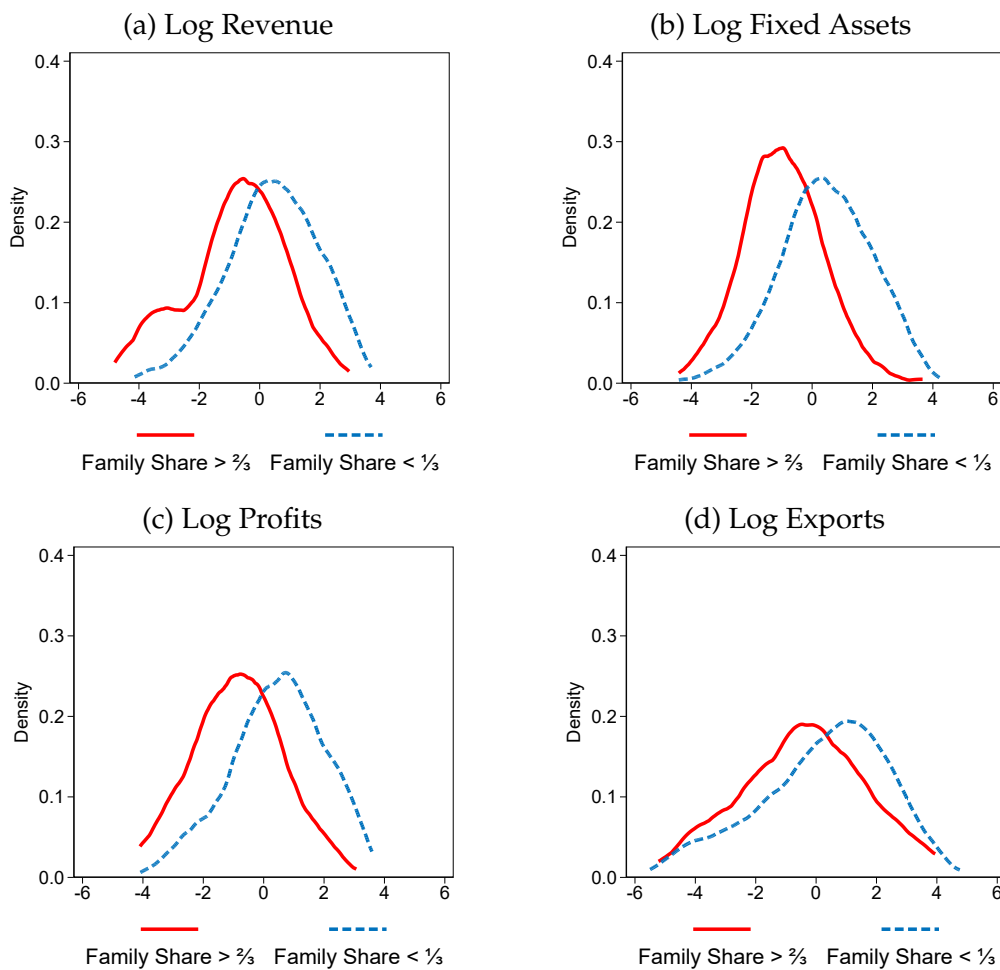 (a) Log Revenue
0.4
0.3
0.2
0.1
0.0
Density
-6 -4 -2 0 2 4 6
Family Share > ⅔ Family Share < ⅓
(b) Log Fixed Assets
0.4
0.3
0.2
0.1
0.0
Density
-6 -4 -2 0 2 4 6
Family Share > ⅔ Family Share < ⅓
(c) Log Profits
0.4
0.3
0.2
0.1
0.0
Density
-6 -4 -2 0 2 4 6
Family Share > ⅔ Family Share < ⅓
(d) Log Exports
0.4
0.3
0.2
0.1
0.0
Density
-6 -4 -2 0 2 4 6
Family Share > ⅔ Family Share < ⅓